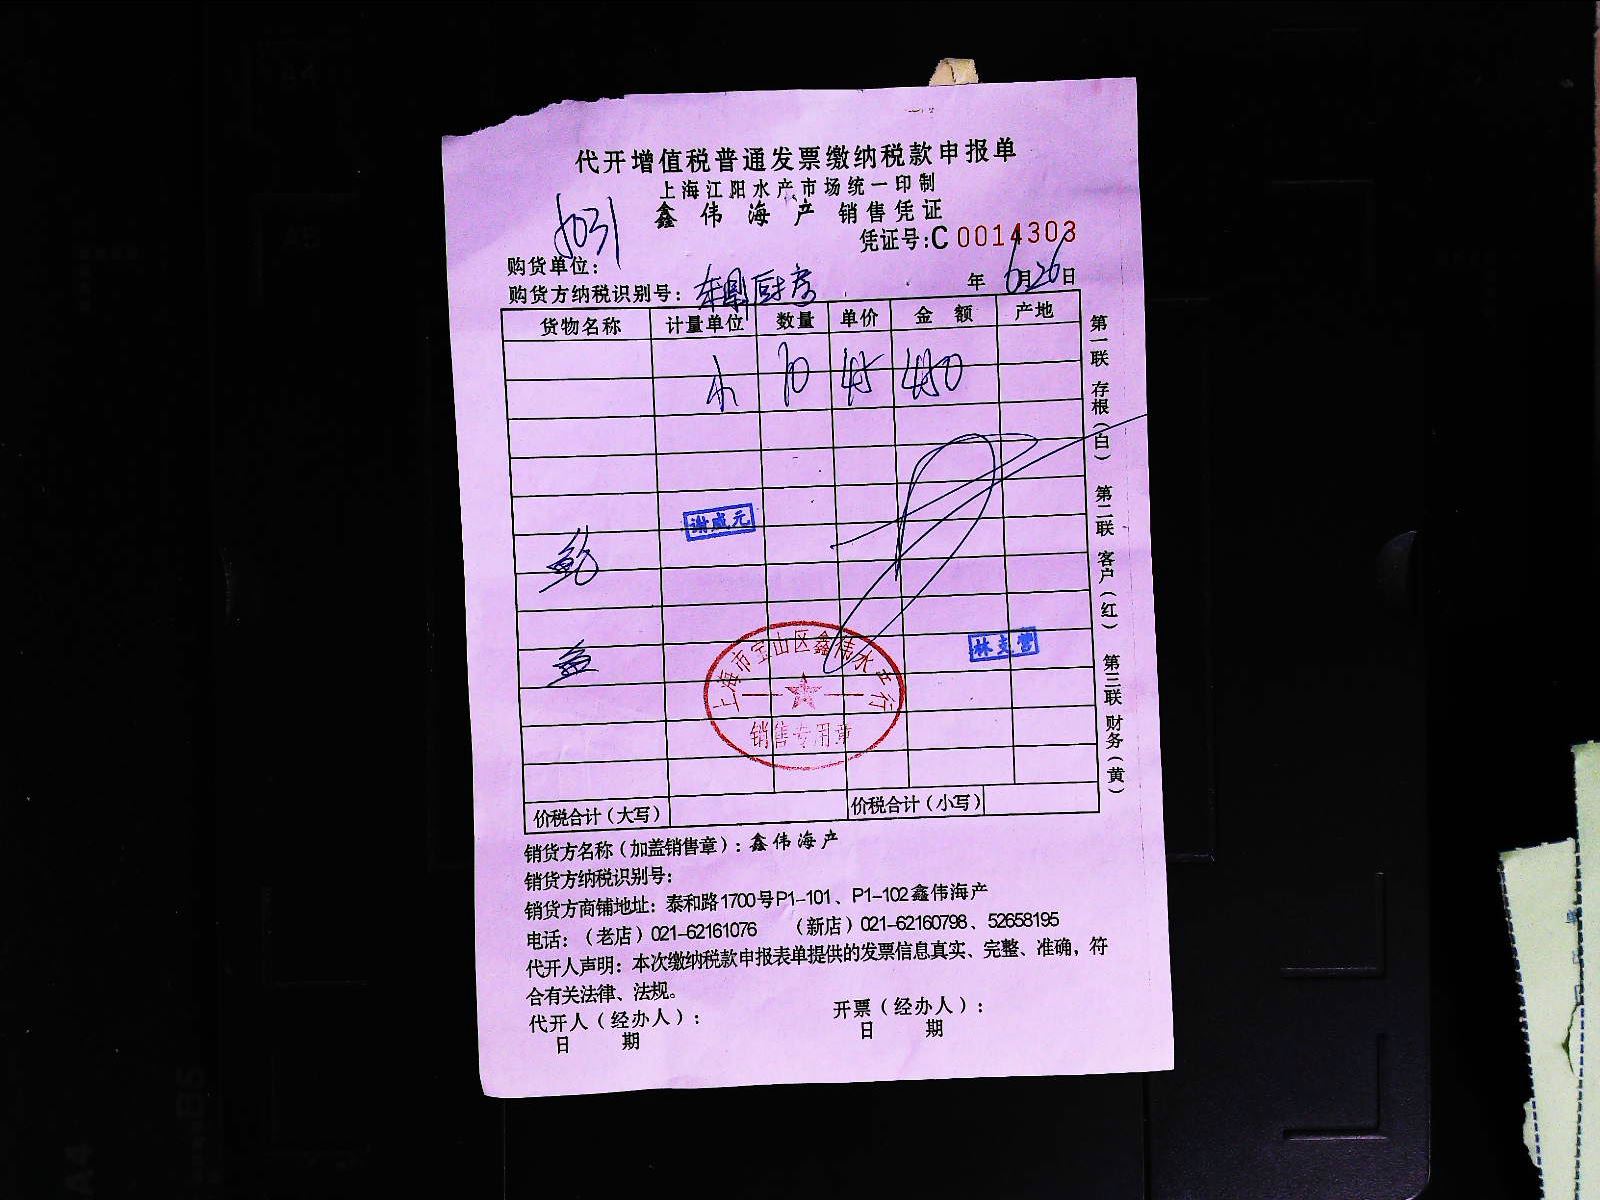 代开增值税普通发票缴纳税款申报单
上海江阳水产市场统一印制
鑫伟海产 销售凭证
凭证号:C 0014303
购货单位:
购货方纳税识别号:
年 6月26日
货物名称 计量单位 数量 单价 金额 产地
10 45 450
谢成元
林支营
上海市宝山区鑫伟水产行
销售专用章
价税合计(大写) 价税合计(小写)
销货方名称(加盖销售章):鑫伟海产
销货方纳税识别号:
销货方商铺地址:泰和路1700号P1-101、P1-102鑫伟海产
电话:(老店)021-62161076 (新店)021-62160798、52658195
代开人声明:本次缴纳税款申报表单提供的发票信息真实、完整、准确,符
合有关法律、法规。
代开人(经办人): 开票(经办人):
日 期 日 期
第一联 存根(白) 第二联 客户(红) 第三联 财务(黄)
A4
B5